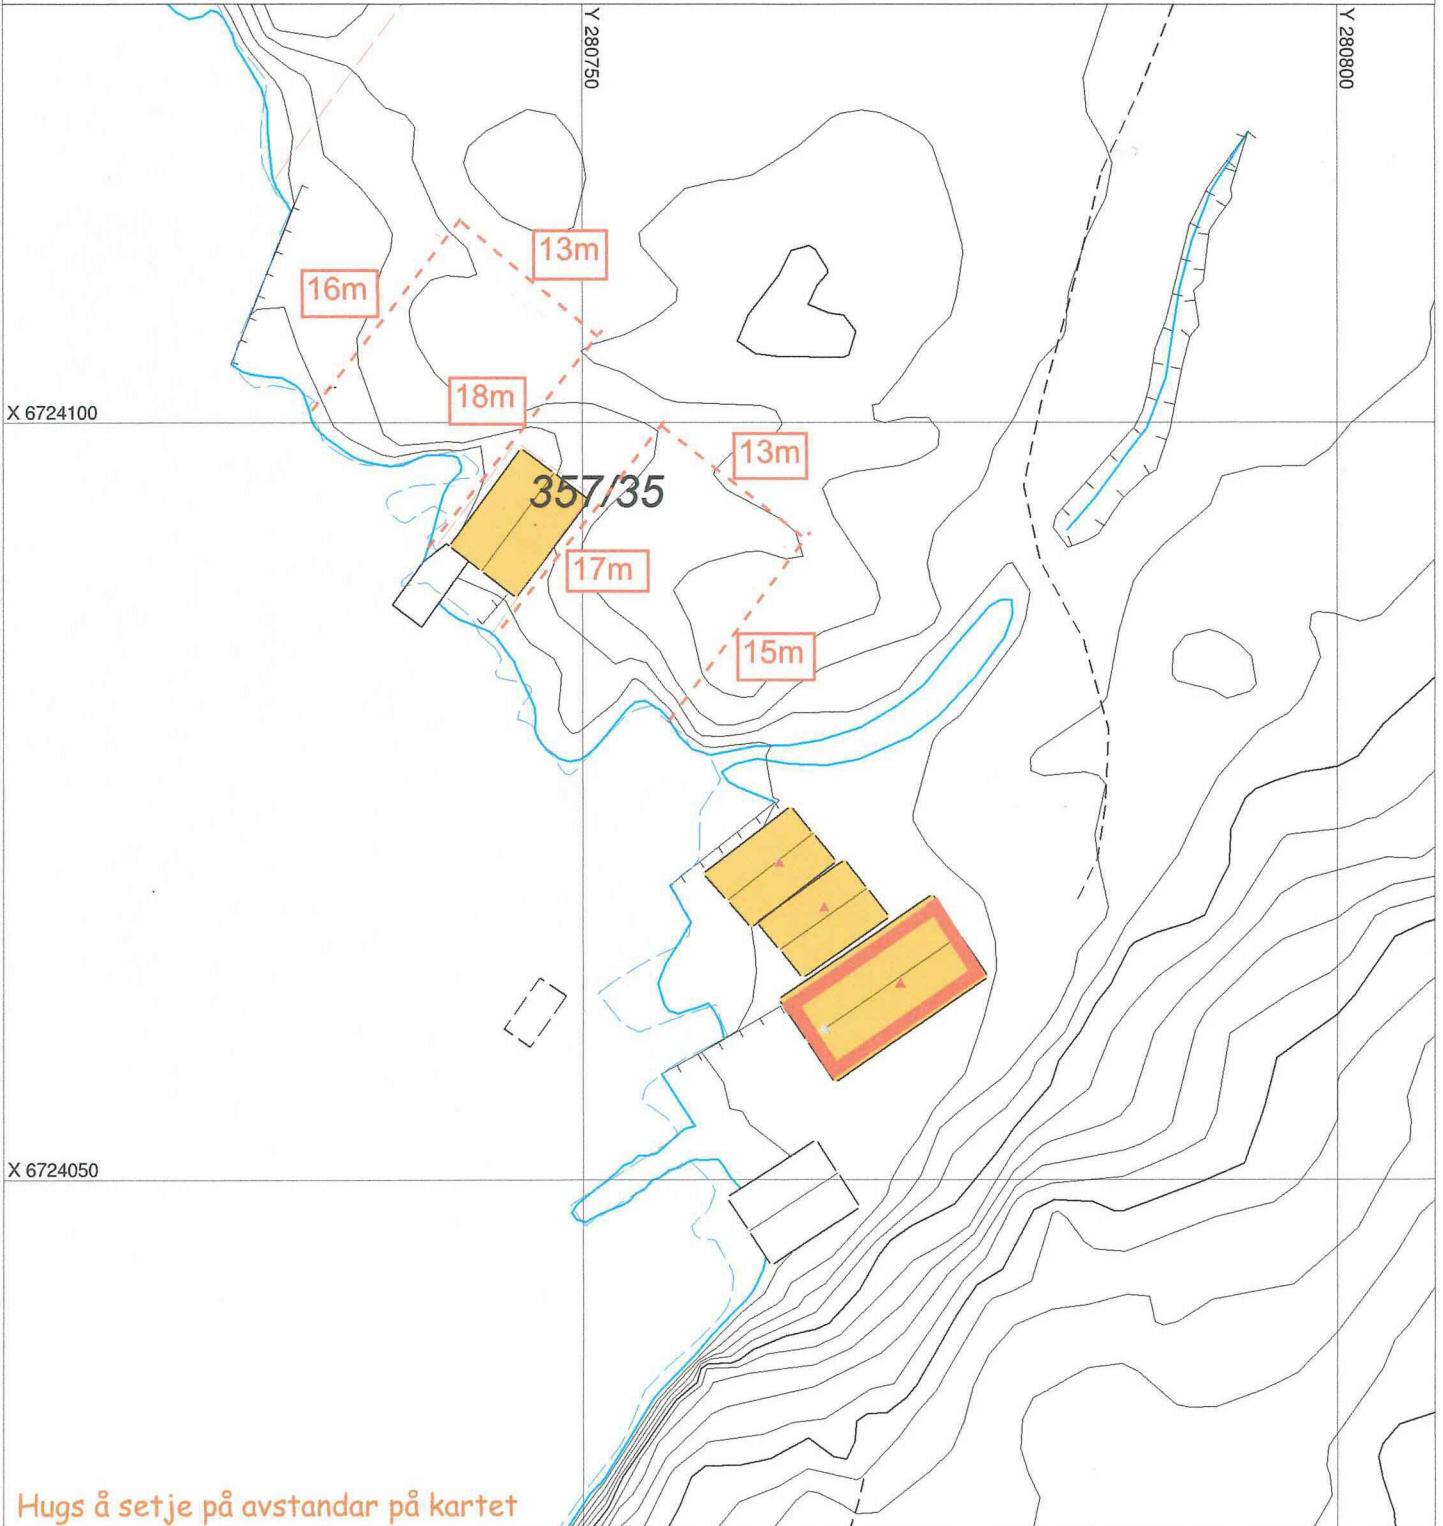 Y 280750
Y 280800
13m
16m
18m
X 6724100
13m
357/35
17m
15m
X 6724050
Hugs å setje på avstandar på kartet